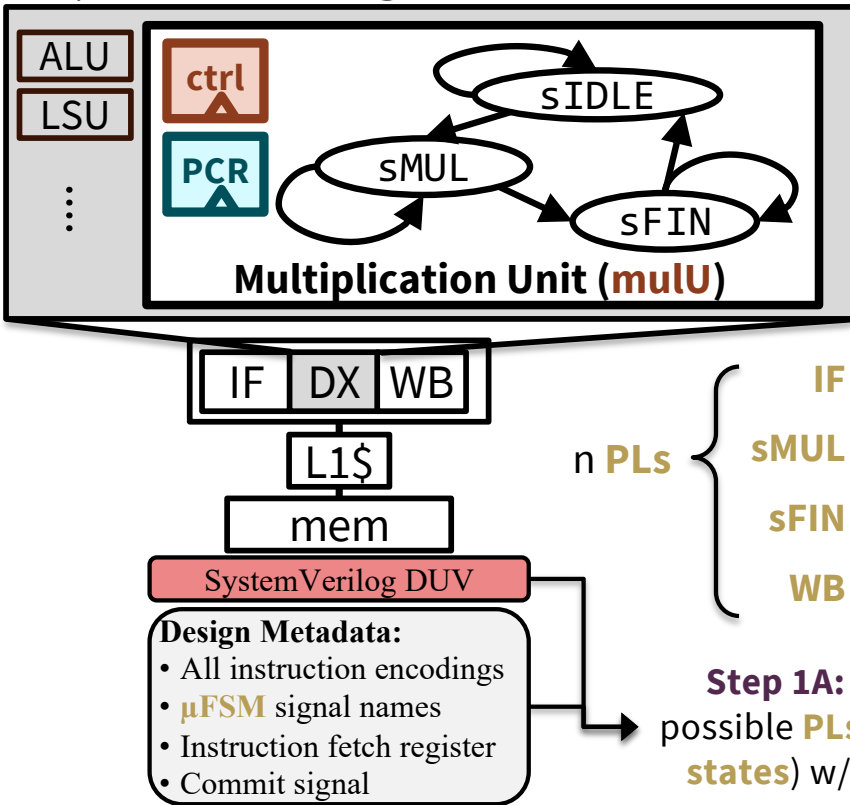 ALU
LSU
ctrl
PCR
sIDLE
sMUL
sFIN
Multiplication Unit (mulU)
IF DX WB
L1$
mem
n PLs
IF
sMUL
sFIN
WB
SystemVerilog DUV
Design Metadata:
• All instruction encodings
• µFSM signal names
• Instruction fetch register
• Commit signal
Step 1A:
possible PLs
states) w/